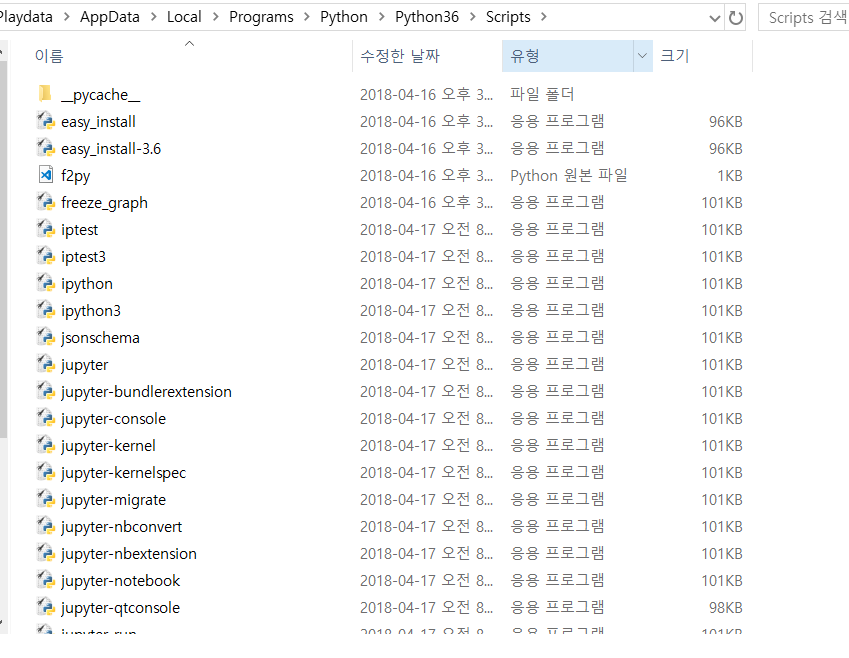 Playdata > AppData > Local > Programs > Python > Python36 > Scripts > Scripts 검색
이름 수정한 날짜 유형 크기
__pycache__ 2018-04-16 오후 3... 파일 폴더
easy_install 2018-04-16 오후 3... 응용 프로그램 96KB
easy_install-3.6 2018-04-16 오후 3... 응용 프로그램 96KB
f2py 2018-04-16 오후 3... Python 원본 파일 1KB
freeze_graph 2018-04-16 오후 3... 응용 프로그램 101KB
iptest 2018-04-17 오전 8... 응용 프로그램 101KB
iptest3 2018-04-17 오전 8... 응용 프로그램 101KB
ipython 2018-04-17 오전 8... 응용 프로그램 101KB
ipython3 2018-04-17 오전 8... 응용 프로그램 101KB
jsonschema 2018-04-17 오전 8... 응용 프로그램 101KB
jupyter 2018-04-17 오전 8... 응용 프로그램 101KB
jupyter-bundlerextension 2018-04-17 오전 8... 응용 프로그램 101KB
jupyter-console 2018-04-17 오전 8... 응용 프로그램 101KB
jupyter-kernel 2018-04-17 오전 8... 응용 프로그램 101KB
jupyter-kernelspec 2018-04-17 오전 8... 응용 프로그램 101KB
jupyter-migrate 2018-04-17 오전 8... 응용 프로그램 101KB
jupyter-nbconvert 2018-04-17 오전 8... 응용 프로그램 101KB
jupyter-nbextension 2018-04-17 오전 8... 응용 프로그램 101KB
jupyter-notebook 2018-04-17 오전 8... 응용 프로그램 101KB
jupyter-qtconsole 2018-04-17 오전 8... 응용 프로그램 98KB
jupyter-run 2018-04-17 오전 8... 응용 프로그램 101KB